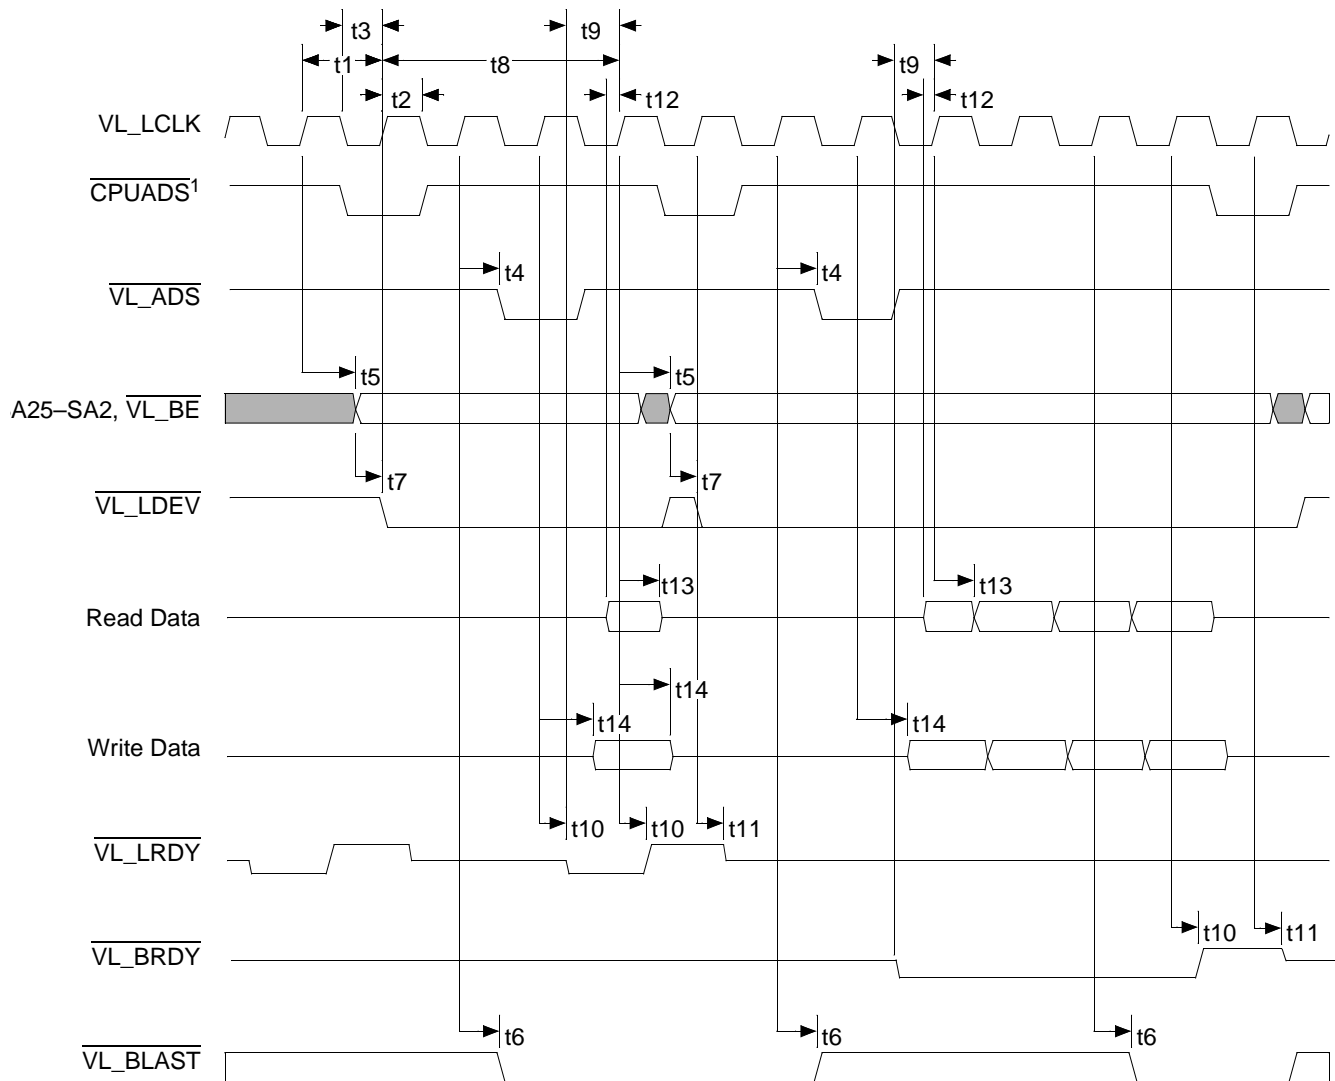 t3
t9
t1
t8
t9
t2
t12
t12
VL_LCLK
CPUADS1
t4
t4
VL_ADS
t5
t5
A25–SA2, VL_BE
t7
t7
VL_LDEV
t13
t13
Read Data
t14
t14
t14
Write Data
t10
t10
t11
VL_LRDY
t10
t11
VL_BRDY
t6
t6
t6
VL_BLAST